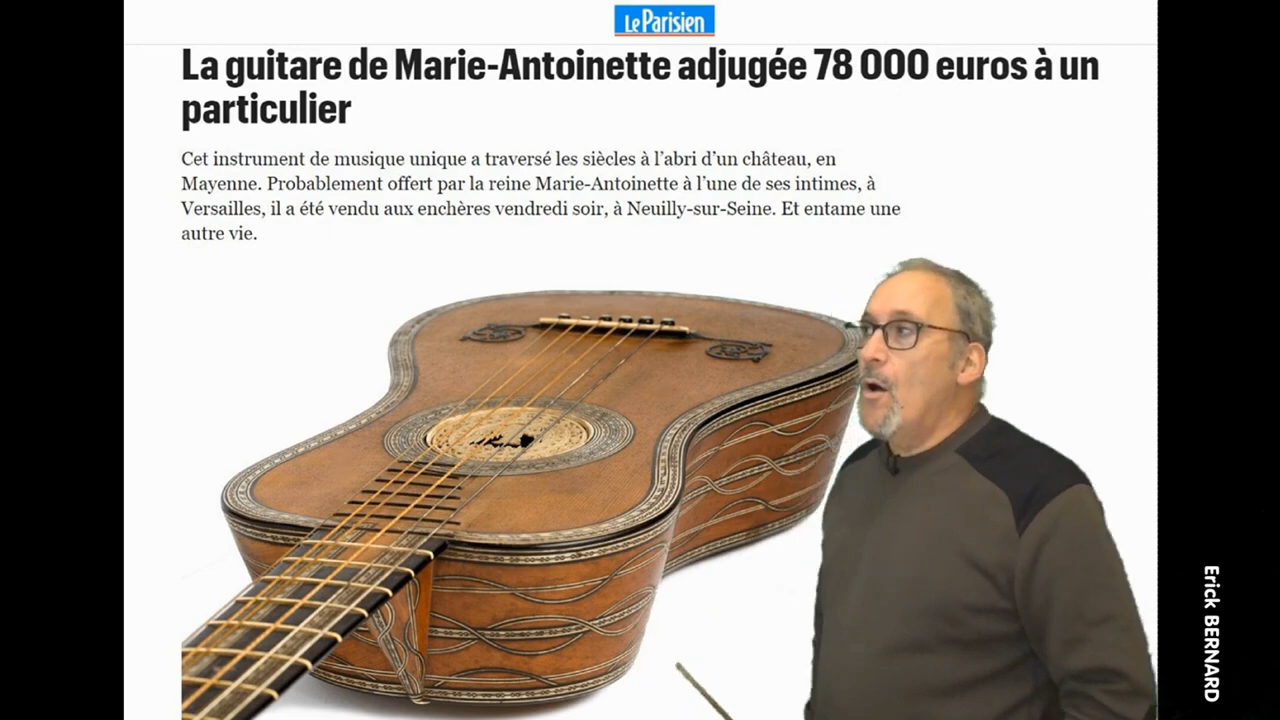 Le Parisien
La guitare de Marie-Antoinette adjugée 78 000 euros à un
particulier
Cet instrument de musique unique a traversé les siècles à l’abri d’un château, en
Mayenne. Probablement offert par la reine Marie-Antoinette à l’une de ses intimes, à
Versailles, il a été vendu aux enchères vendredi soir, à Neuilly-sur-Seine. Et entame une
autre vie.
Erick BERNARD